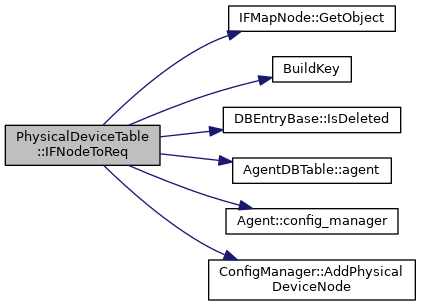 IFMapNode::GetObject
BuildKey
DBEntryBase::IsDeleted
PhysicalDeviceTable
::IFNodeToReq
AgentDBTable::agent
Agent::config_manager
ConfigManager::AddPhysical
DeviceNode